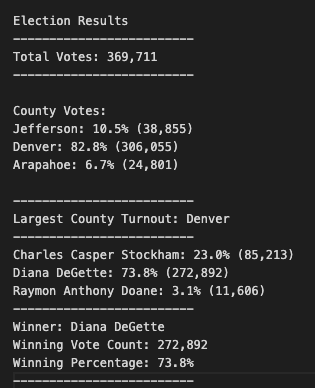 Election Results
-------------------------
Total Votes: 369,711
-------------------------
County Votes:
Jefferson: 10.5% (38,855)
Denver: 82.8% (306,055)
Arapahoe: 6.7% (24,801)
-------------------------
Largest County Turnout: Denver
-------------------------
Charles Casper Stockham: 23.0% (85,213)
Diana DeGette: 73.8% (272,892)
Raymon Anthony Doane: 3.1% (11,606)
-------------------------
Winner: Diana DeGette
Winning Vote Count: 272,892
Winning Percentage: 73.8%
-------------------------